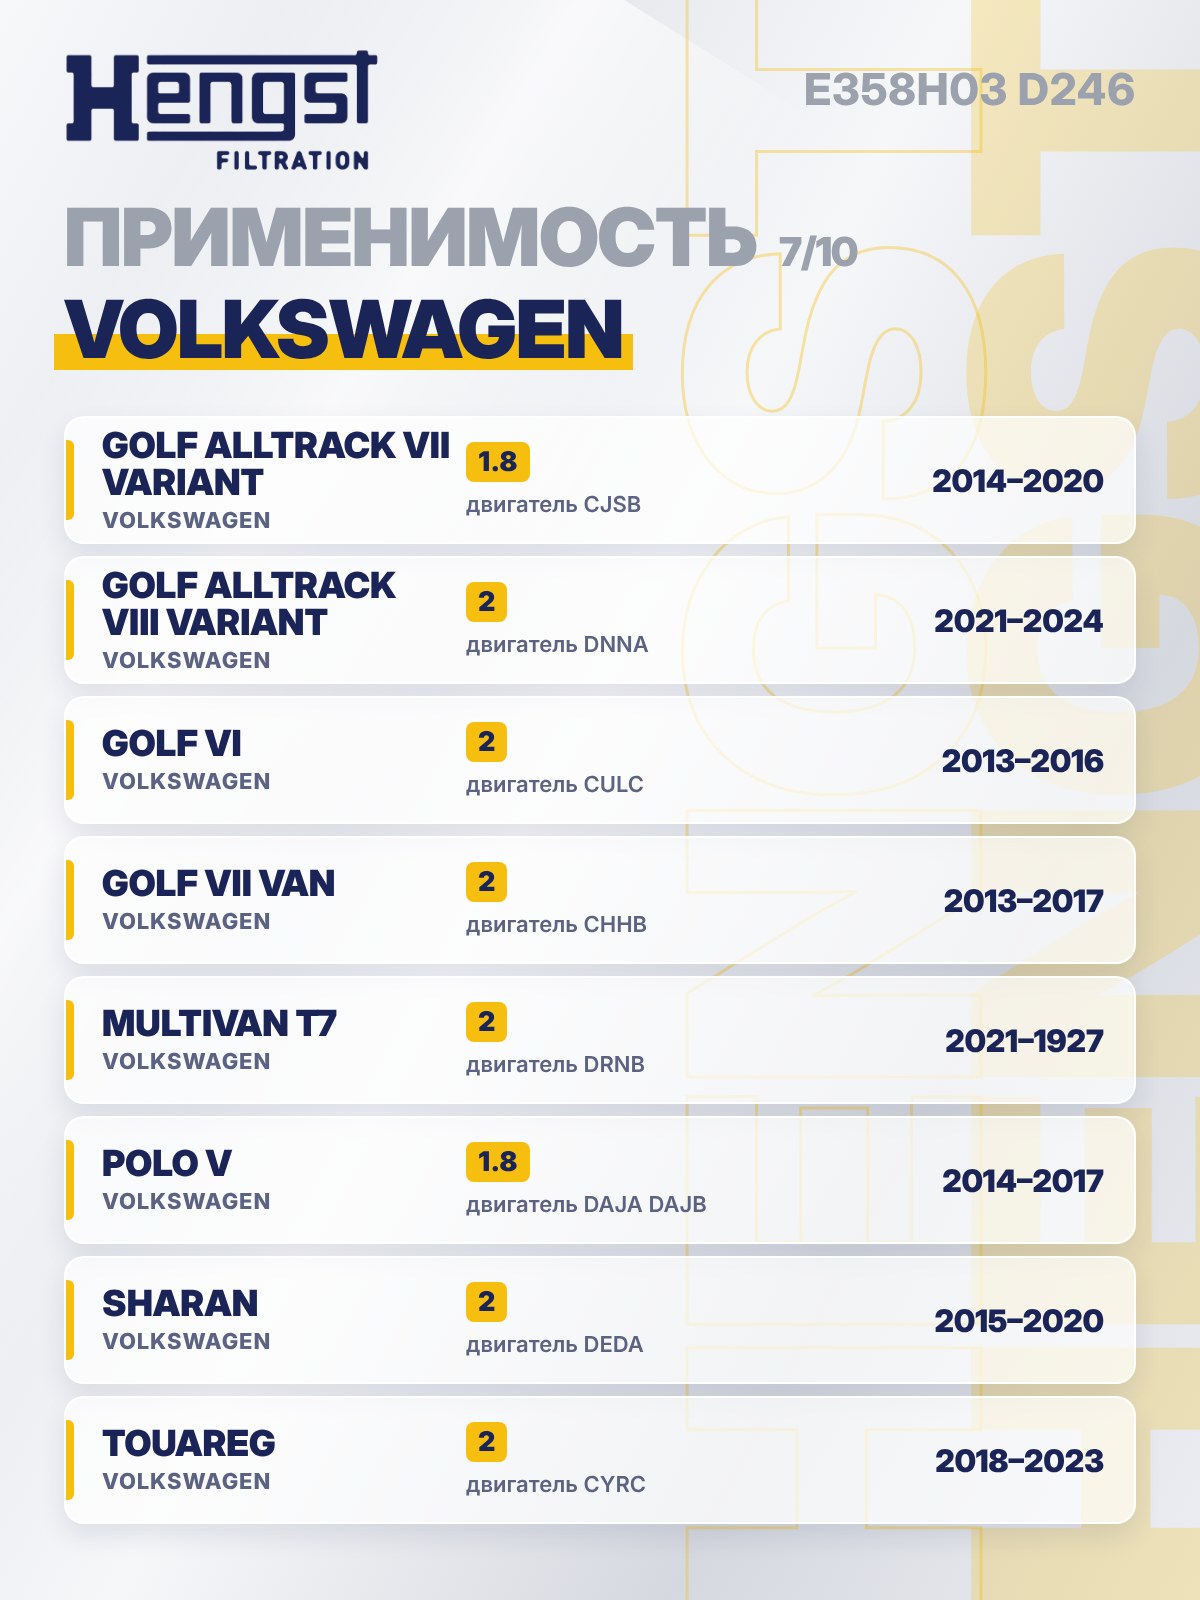 Hengst
FILTRATION
E358H03 D246
ПРИМЕНИМОСТЬ 7/10
VOLKSWAGEN
GOLF ALLTRACK VII
VARIANT
VOLKSWAGEN
1.8
двигатель CJSB
2014–2020
GOLF ALLTRACK
VIII VARIANT
VOLKSWAGEN
2
двигатель DNNA
2021–2024
GOLF VI
VOLKSWAGEN
2
двигатель CULC
2013–2016
GOLF VII VAN
VOLKSWAGEN
2
двигатель CHHB
2013–2017
MULTIVAN T7
VOLKSWAGEN
2
двигатель DRNB
2021–1927
POLO V
VOLKSWAGEN
1.8
двигатель DAJA DAJB
2014–2017
SHARAN
VOLKSWAGEN
2
двигатель DEDA
2015–2020
TOUAREG
VOLKSWAGEN
2
двигатель CYRC
2018–2023
HENGST
HENGST